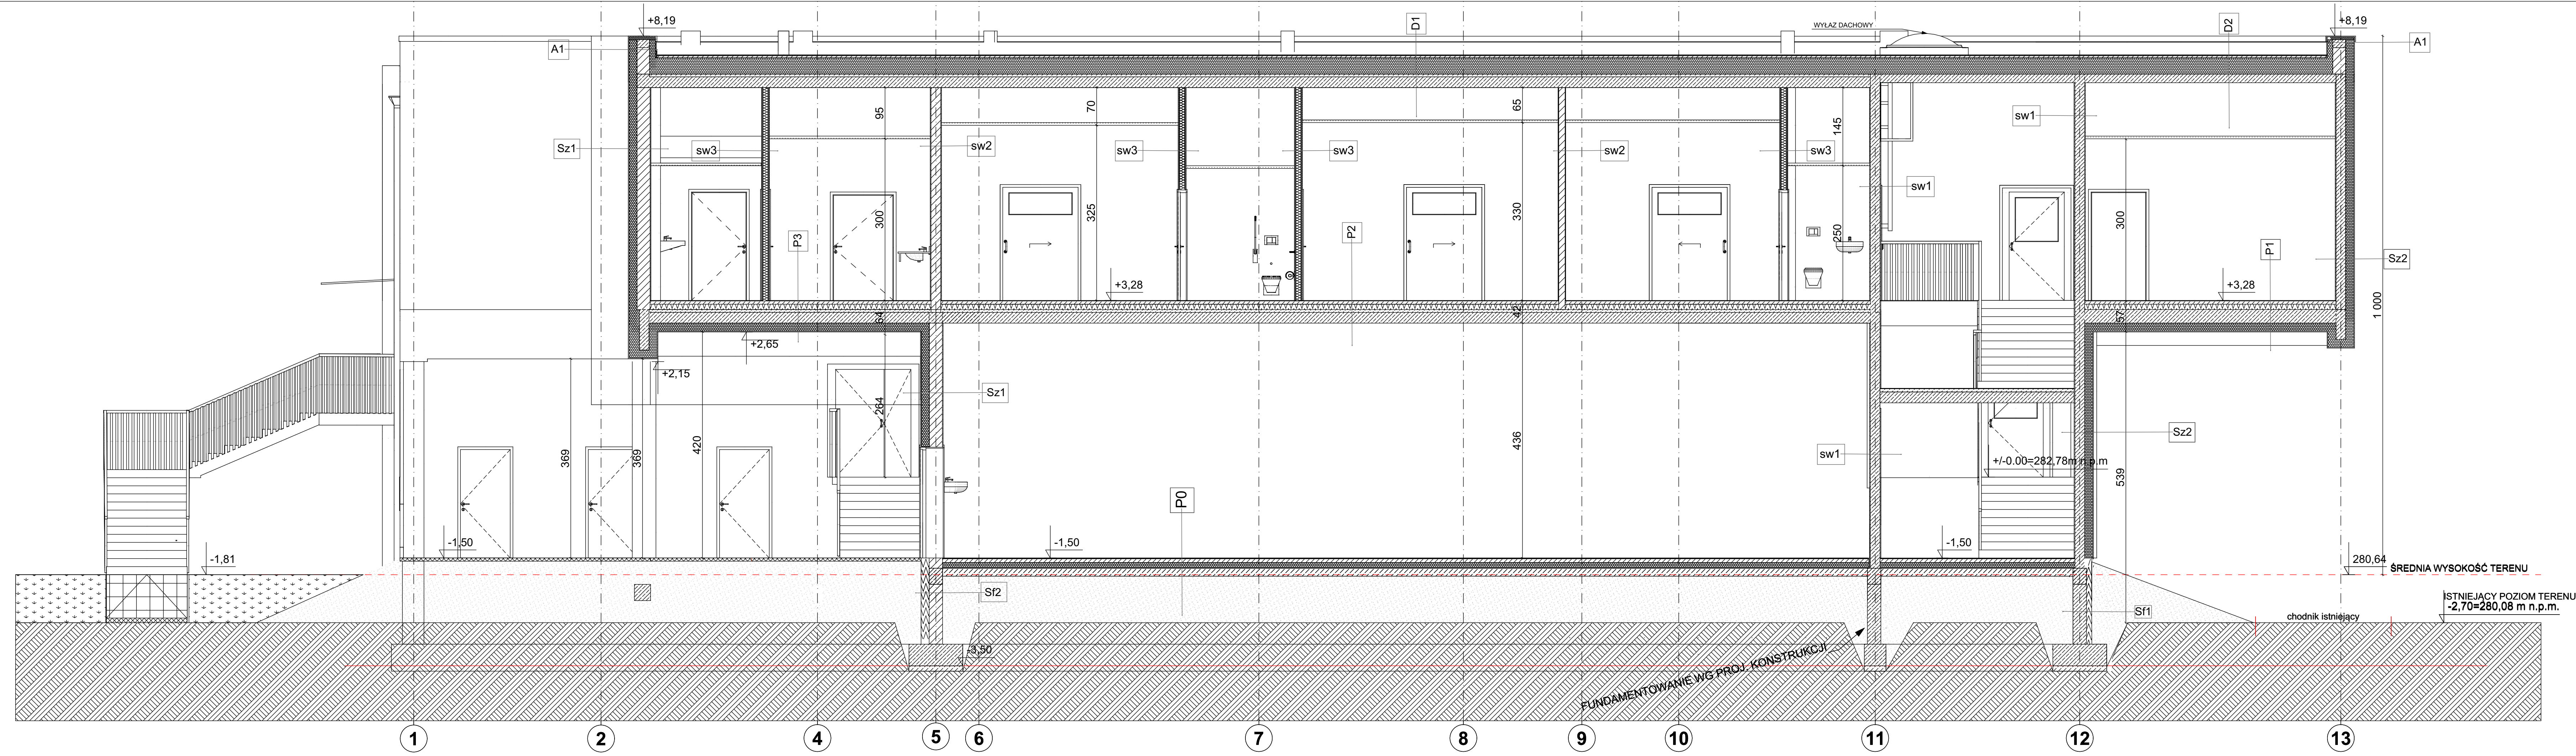 +8,19
A1
D1
WYŁAZ DACHOWY
D2
+8,19
A1
95
70
65
145
Sz1
sw3
sw2
sw3
sw3
sw2
sw3
sw1
sw1
300
325
330
250
300
P3
P2
P1
Sz2
+3,28
+3,28
1 000
64
42
57
+2,65
+2,15
264
Sz1
369
369
420
436
Sz2
sw1
+/-0.00=282,78m n.p.m
539
P0
-1,50
-1,50
-1,50
-1,81
280,64
ŚREDNIA WYSOKOŚĆ TERENU
Sf2
Sf1
ISTNIEJĄCY POZIOM TERENU
-2,70=280,08 m n.p.m.
chodnik istniejący
-3,50
FUNDAMENTOWANIE WG PROJ. KONSTRUKCJI
1 2 4 5 6 7 8 9 10 11 12 13